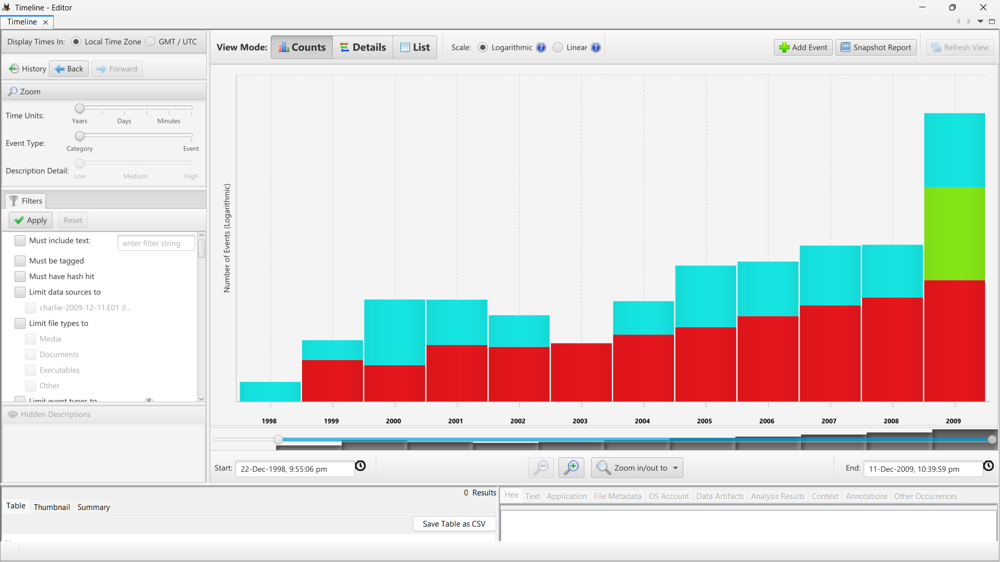 Timeline - Editor
Timeline
Display Times In: Local Time Zone GMT / UTC
History Back Forward
Zoom
Time Units:
Years Days Minutes
Event Type:
Category Event
Description Detail:
Low Medium High
Filters
Apply Reset
Must include text: enter filter string
Must be tagged
Must have hash hit
Limit data sources to
charlie-2009-12-11.E01 (I...
Limit file types to
Media
Documents
Executables
Other
Limit event types to
Hidden Descriptions
View Mode: Counts Details List Scale: Logarithmic Linear Add Event Snapshot Report Refresh View
Number of Events (Logarithmic)
1998 1999 2000 2001 2002 2003 2004 2005 2006 2007 2008 2009
Start: 22-Dec-1998, 9:55:06 pm Zoom in/out to End: 11-Dec-2009, 10:39:59 pm
0 Results
Table Thumbnail Summary
Save Table as CSV
Hex Text Application File Metadata OS Account Data Artifacts Analysis Results Context Annotations Other Occurrences